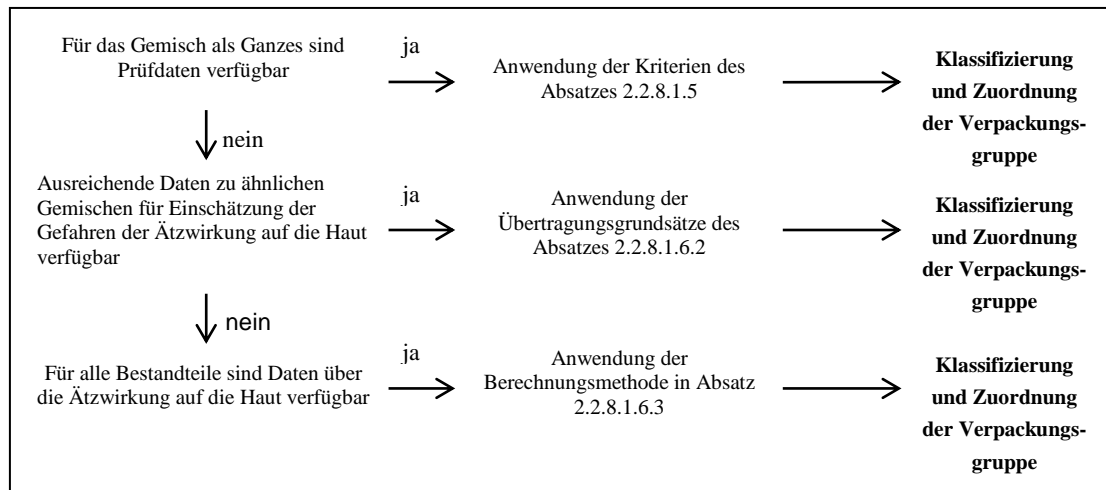 Für das Gemisch als Ganzes sind
Prüfdaten verfügbar
ja
Anwendung der Kriterien des
Absatzes 2.2.8.1.5
Klassifizierung
und Zuordnung
der Verpackungs-
gruppe
nein
Ausreichende Daten zu ähnlichen
Gemischen für Einschätzung der
Gefahren der Ätzwirkung auf die Haut
verfügbar
ja
Anwendung der
Übertragungsgrundsätze des
Absatzes 2.2.8.1.6.2
Klassifizierung
und Zuordnung
der Verpackungs-
gruppe
nein
Für alle Bestandteile sind Daten über
die Ätzwirkung auf die Haut verfügbar
ja
Anwendung der
Berechnungsmethode in Absatz
2.2.8.1.6.3
Klassifizierung
und Zuordnung
der Verpackungs-
gruppe